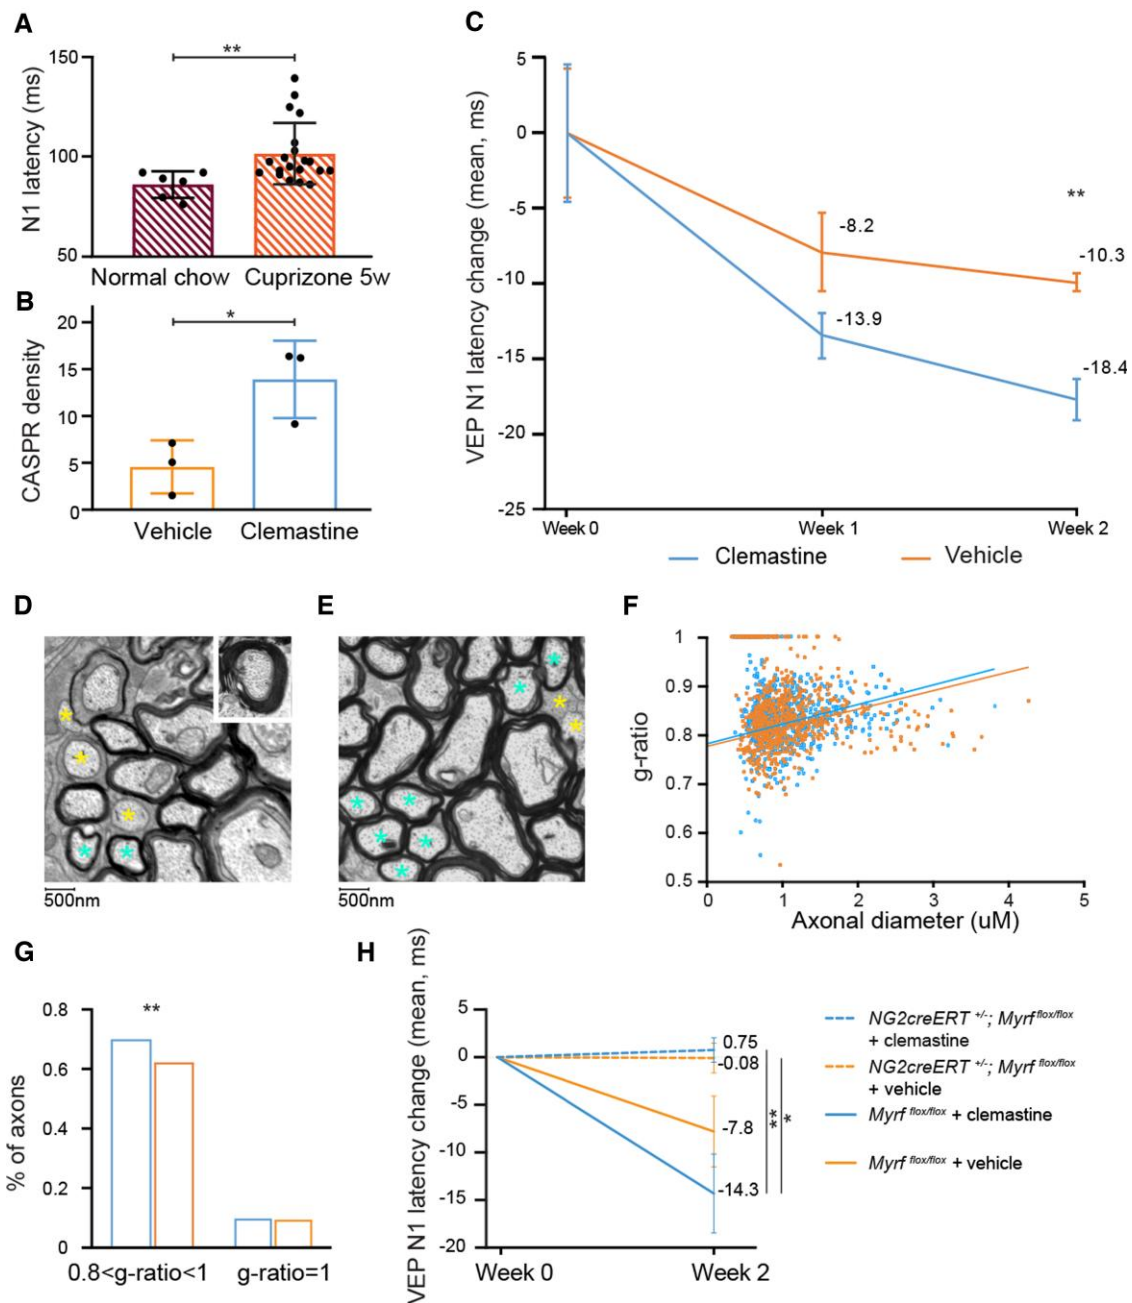 A
N1 latency (ms)
150
100
50
**
Normal chow
Cuprizone 5w
B
CASPR density
20
15
10
5
0
*
Vehicle
Clemastine
C
VEP N1 latency change (mean, ms)
5
0
-5
-10
-15
-20
-25
-8.2
-13.9
**
-10.3
-18.4
Week 0
Week 1
Week 2
Clemastine
Vehicle
D
500nm
E
500nm
F
g-ratio
1
0.9
0.8
0.7
0.6
0.5
0
1
2
3
4
5
Axonal diameter (uM)
G
% of axons
0.8
0.6
0.4
0.2
0
**
0.8<g-ratio<1
g-ratio=1
H
VEP N1 latency change (mean, ms)
5
0
-5
-10
-15
-20
0.75
-0.08
-7.8
-14.3
**
*
Week 0
Week 2
NG2creERT +/-; Myrf flox/flox
+ clemastine
NG2creERT +/-; Myrf flox/flox
+ vehicle
Myrf flox/flox + clemastine
Myrf flox/flox + vehicle